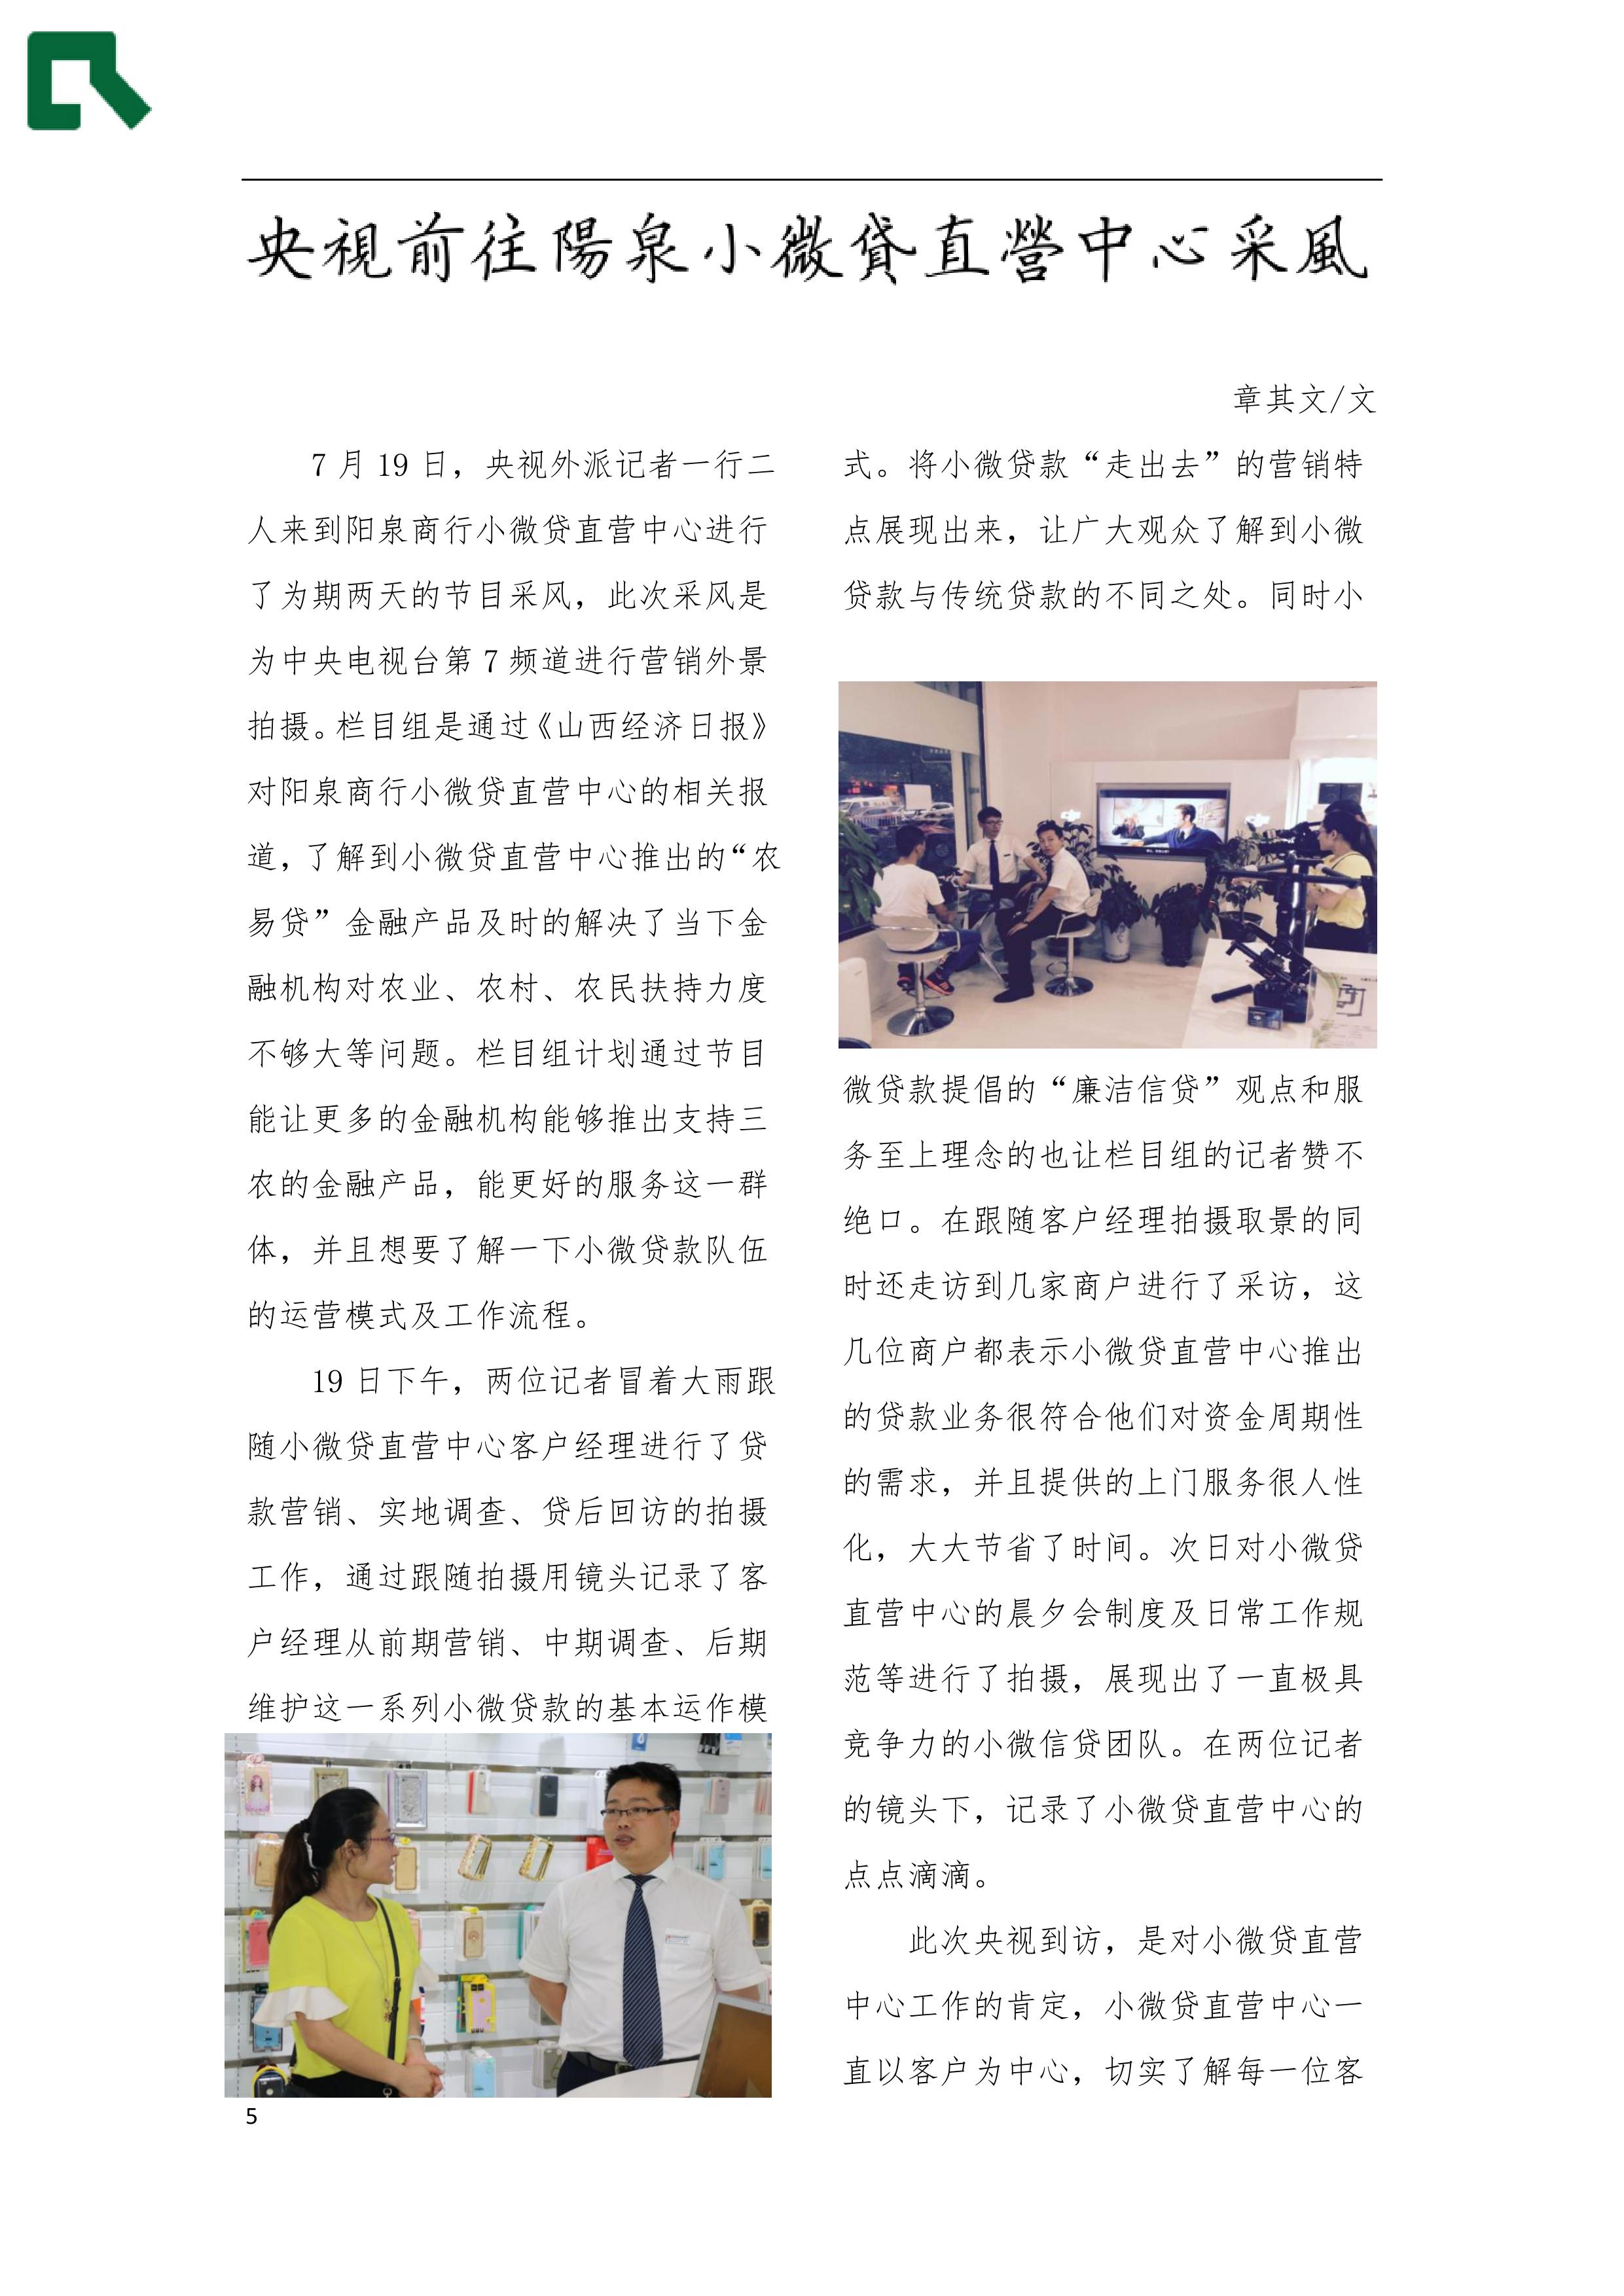 央視前往陽泉小微貸直營中心采風
章其文/文
7 月 19 日，央视外派记者一行二
人来到阳泉商行小微贷直营中心进行
了为期两天的节目采风，此次采风是
为中央电视台第 7 频道进行营销外景
拍摄。栏目组是通过《山西经济日报》
对阳泉商行小微贷直营中心的相关报
道，了解到小微贷直营中心推出的“农
易贷”金融产品及时的解决了当下金
融机构对农业、农村、农民扶持力度
不够大等问题。栏目组计划通过节目
能让更多的金融机构能够推出支持三
农的金融产品，能更好的服务这一群
体，并且想要了解一下小微贷款队伍
的运营模式及工作流程。
19 日下午，两位记者冒着大雨跟
随小微贷直营中心客户经理进行了贷
款营销、实地调查、贷后回访的拍摄
工作，通过跟随拍摄用镜头记录了客
户经理从前期营销、中期调查、后期
维护这一系列小微贷款的基本运作模
式。将小微贷款“走出去”的营销特
点展现出来，让广大观众了解到小微
贷款与传统贷款的不同之处。同时小
微贷款提倡的“廉洁信贷”观点和服
务至上理念的也让栏目组的记者赞不
绝口。在跟随客户经理拍摄取景的同
时还走访到几家商户进行了采访，这
几位商户都表示小微贷直营中心推出
的贷款业务很符合他们对资金周期性
的需求，并且提供的上门服务很人性
化，大大节省了时间。次日对小微贷
直营中心的晨夕会制度及日常工作规
范等进行了拍摄，展现出了一直极具
竞争力的小微信贷团队。在两位记者
的镜头下，记录了小微贷直营中心的
点点滴滴。
此次央视到访，是对小微贷直营
中心工作的肯定，小微贷直营中心一
直以客户为中心，切实了解每一位客
5